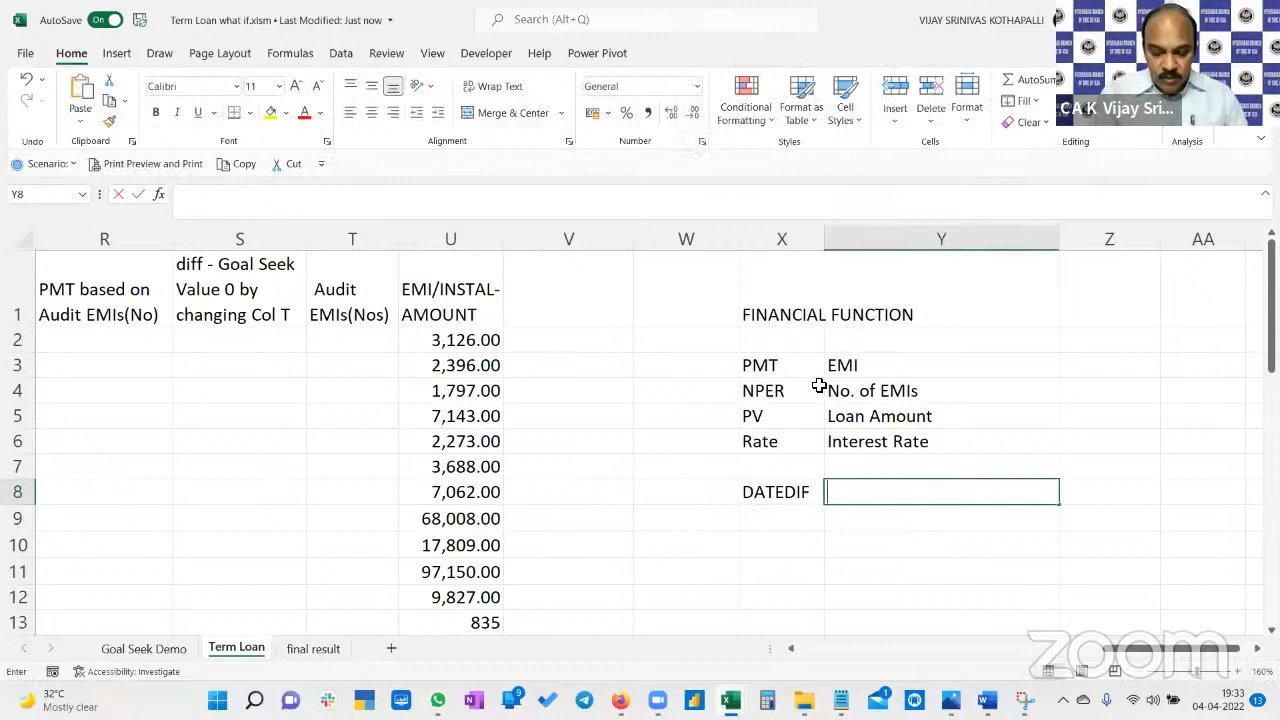 AutoSave On Term Loan what if.xlsm • Last Modified: Just now Search (Alt+Q) VIJAY SRINIVAS KOTHAPALLI
File Home Insert Draw Page Layout Formulas Data Review View Developer Power Pivot
Paste Calibri 11 Wrap Text General Conditional Formatting Format as Table Cell Styles Insert Delete Format AutoSum
B I U Merge & Center Fill
Clear
C A K Vijay Sri...
Undo Clipboard Font Alignment Number Styles Cells Editing Analysis
Scenario: Print Preview and Print Copy Cut
Y8 fx
R S T U V W X Y Z AA
1 PMT based on Audit EMIs(No) diff - Goal Seek Value 0 by changing Col T Audit EMIs(Nos) EMI/INSTAL-AMOUNT FINANCIAL FUNCTION
2 3,126.00
3 2,396.00 PMT EMI
4 1,797.00 NPER No. of EMIs
5 7,143.00 PV Loan Amount
6 2,273.00 Rate Interest Rate
7 3,688.00
8 7,062.00 DATEDIF
9 68,008.00
10 17,809.00
11 97,150.00
12 9,827.00
13 835
Goal Seek Demo Term Loan final result
zoom
Enter Accessibility: Investigate 160%
32°C
Mostly clear
19:33
04-04-2022
13